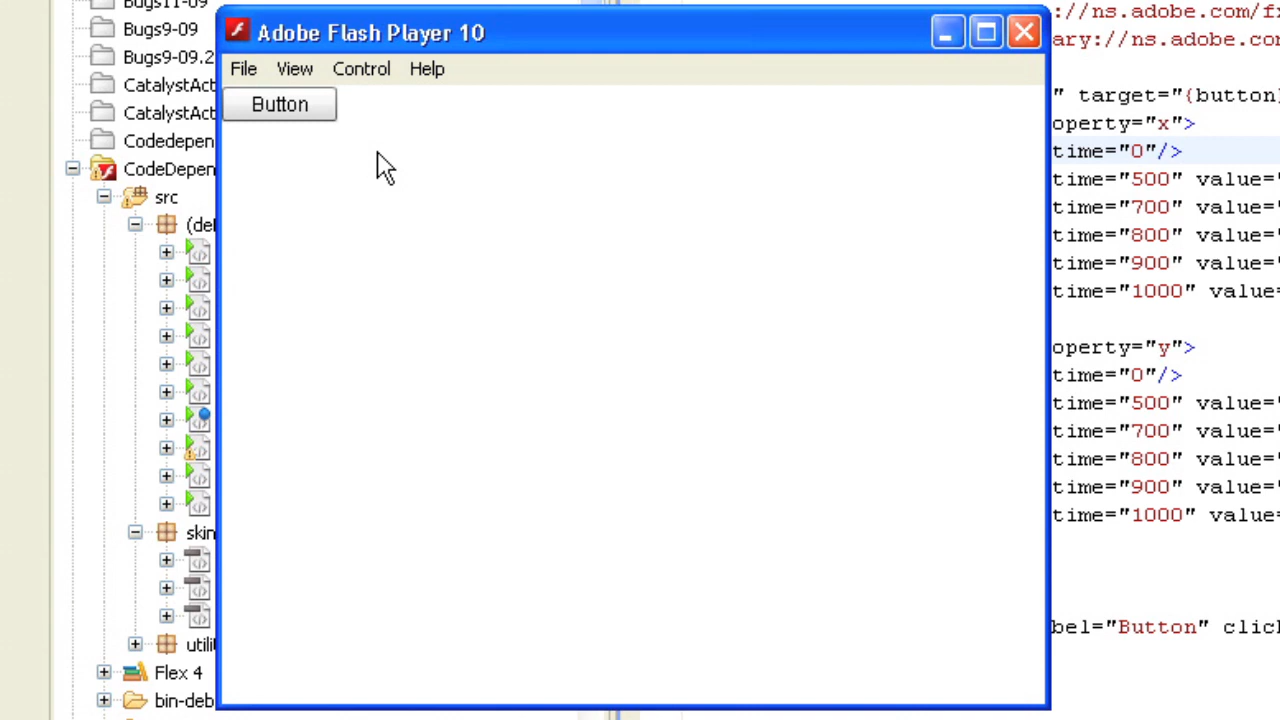 Bugs11-09
Bugs9-09
Bugs9-09.2
CatalystAct
CatalystAct
Codedepen
CodeDepen
src
(de
skin
utili
Flex 4
bin-deb
Adobe Flash Player 10
File View Control Help
Button
://ns.adobe.com/fx
ary://ns.adobe.com
" target="{button}
operty="x">
time="0"/>
time="500" value="
time="700" value="
time="800" value="
time="900" value="
time="1000" value=
operty="y">
time="0"/>
time="500" value="
time="700" value="
time="800" value="
time="900" value="
time="1000" value=
bel="Button" click